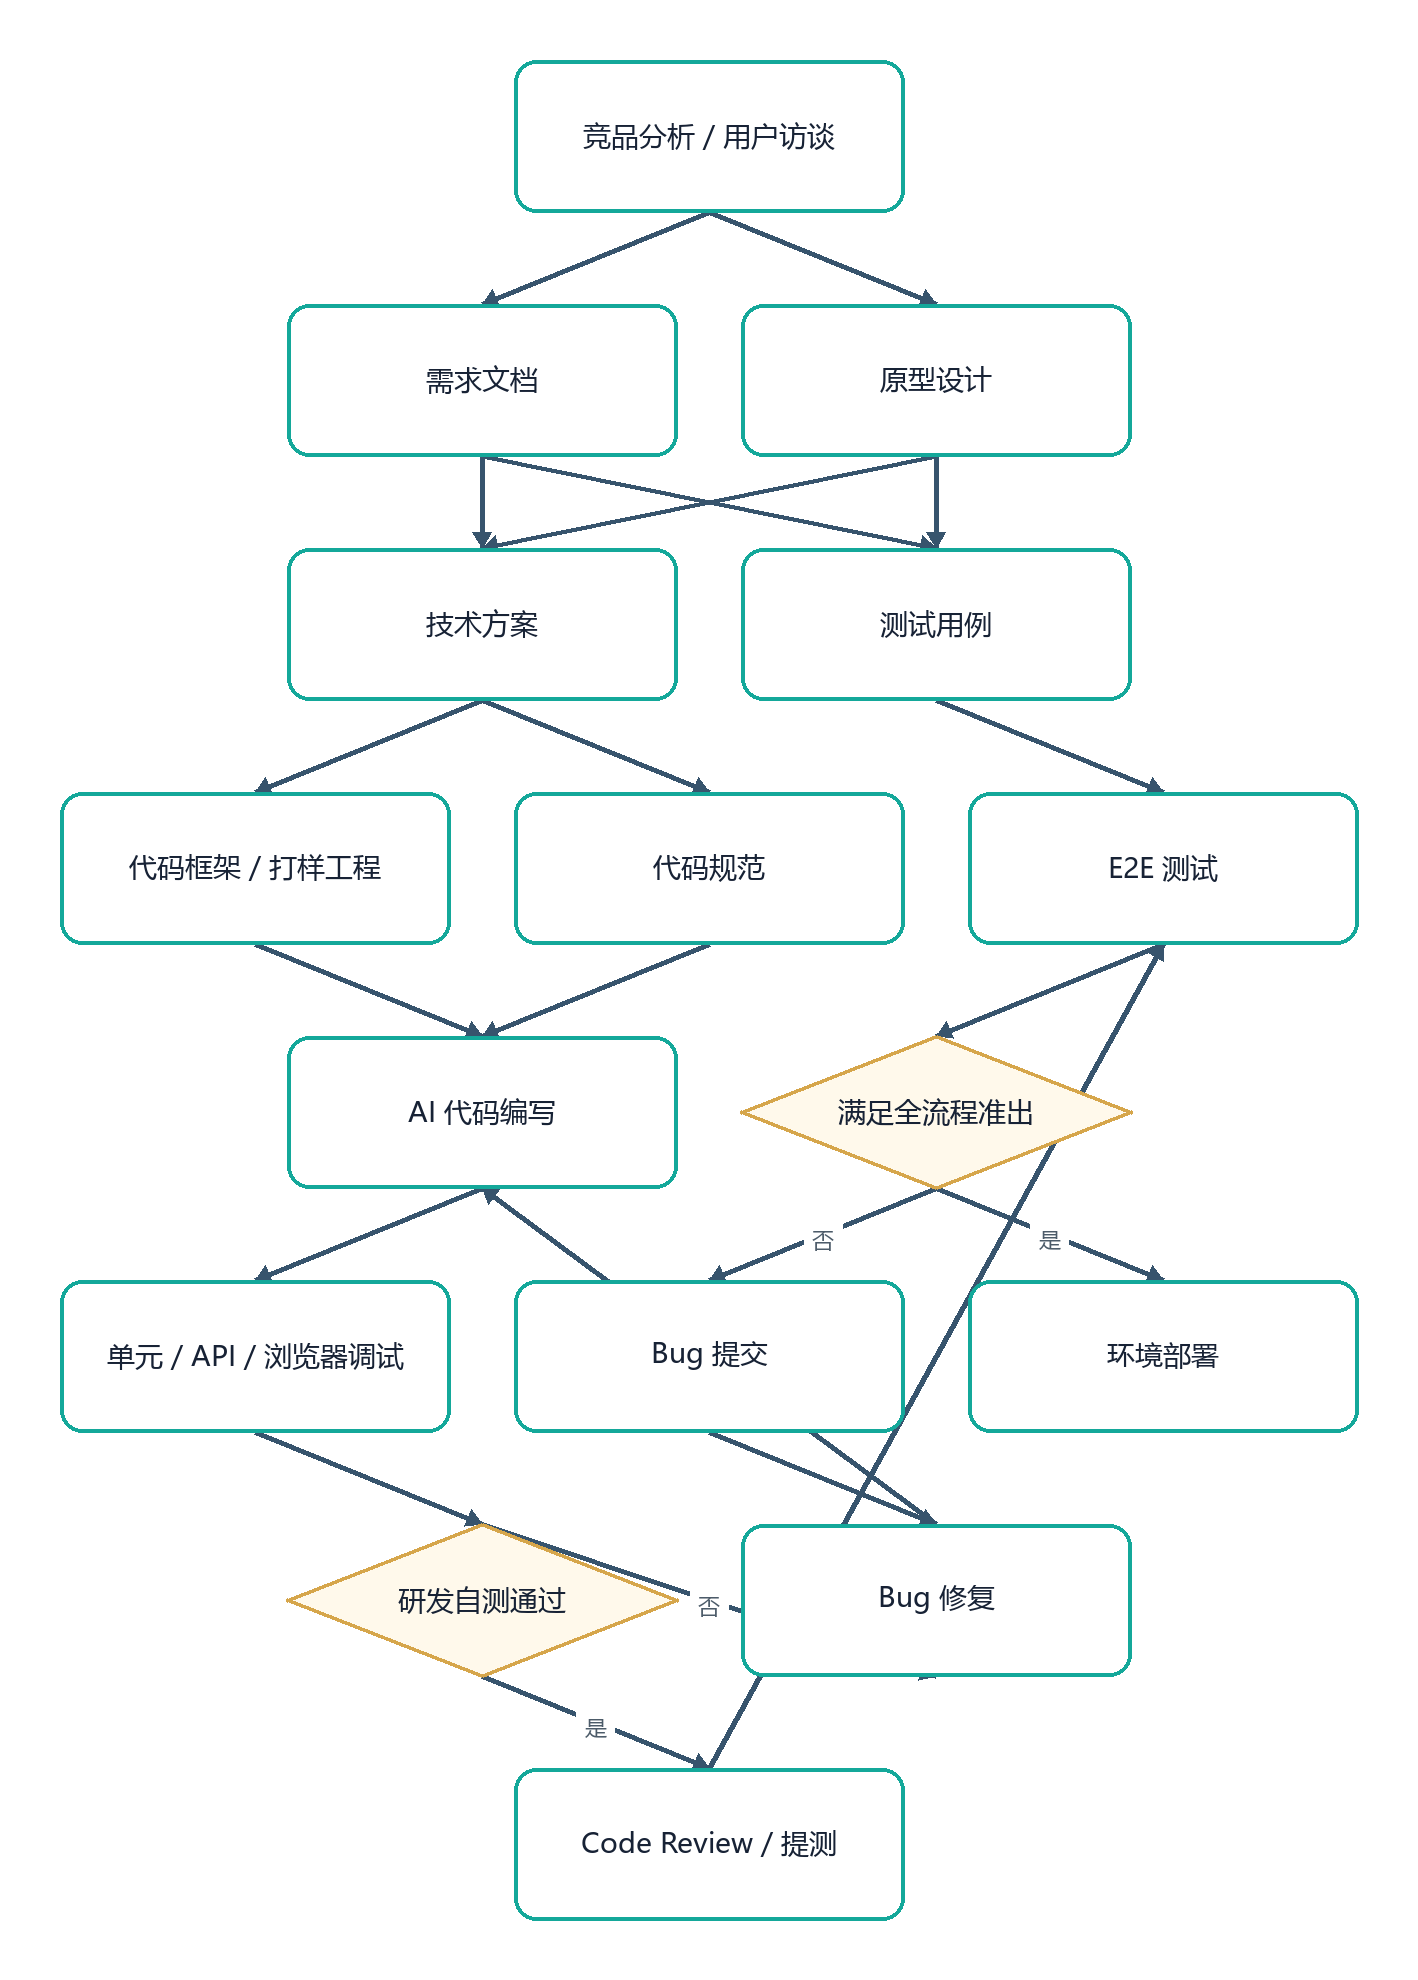 竞品分析 / 用户访谈
需求文档
原型设计
技术方案
测试用例
代码框架 / 打样工程
代码规范
E2E 测试
AI 代码编写
满足全流程准出
否
是
单元 / API / 浏览器调试
Bug 提交
环境部署
研发自测通过
否
Bug 修复
是
Code Review / 提测